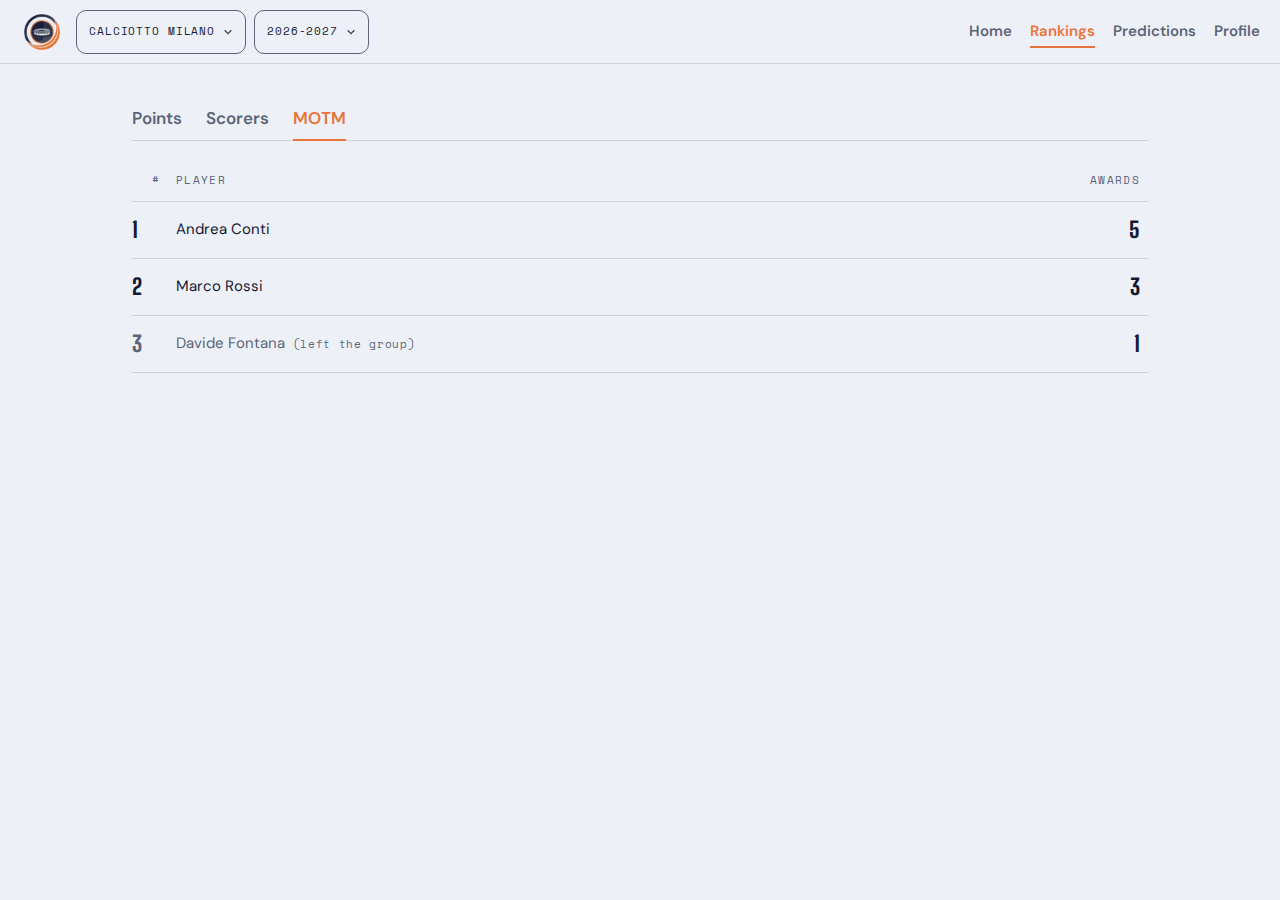 CALCIOTTO MILANO 2026-2027 Home Rankings Predictions Profile
Points Scorers MOTM
# PLAYER AWARDS
1 Andrea Conti 5
2 Marco Rossi 3
3 Davide Fontana (left the group) 1